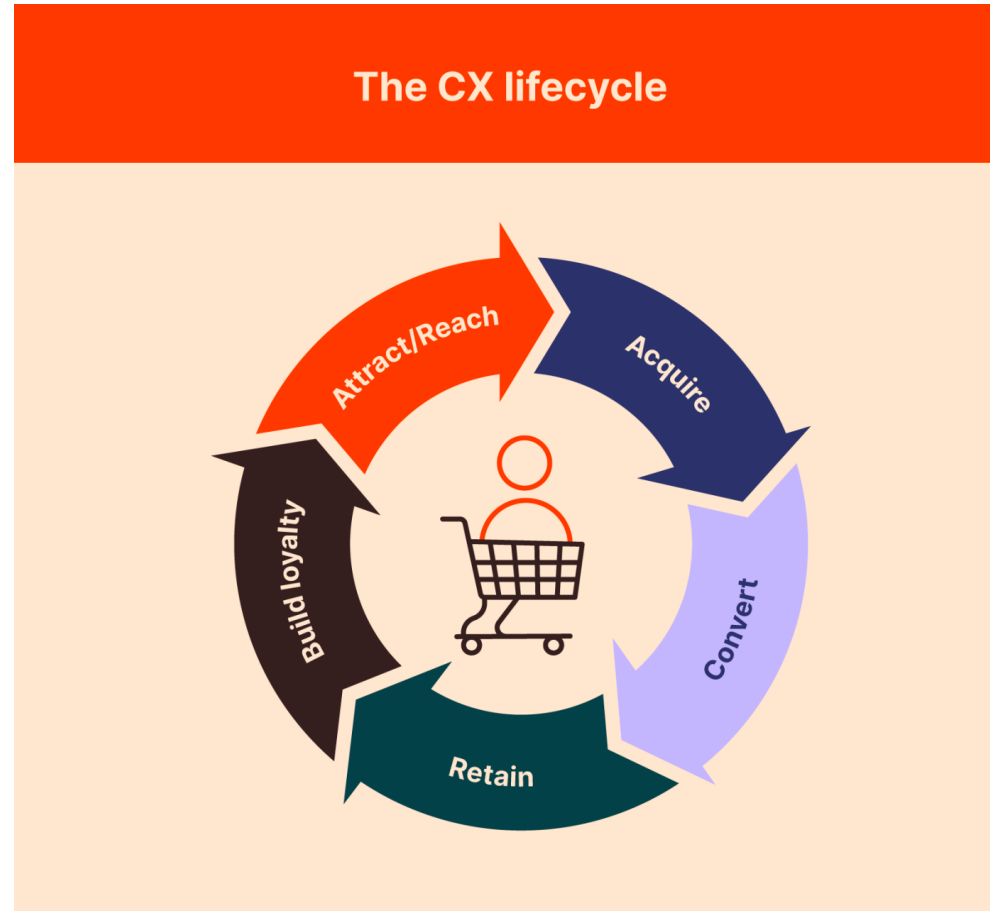 The CX lifecycle
Attract/Reach
Acquire
Convert
Retain
Build loyalty